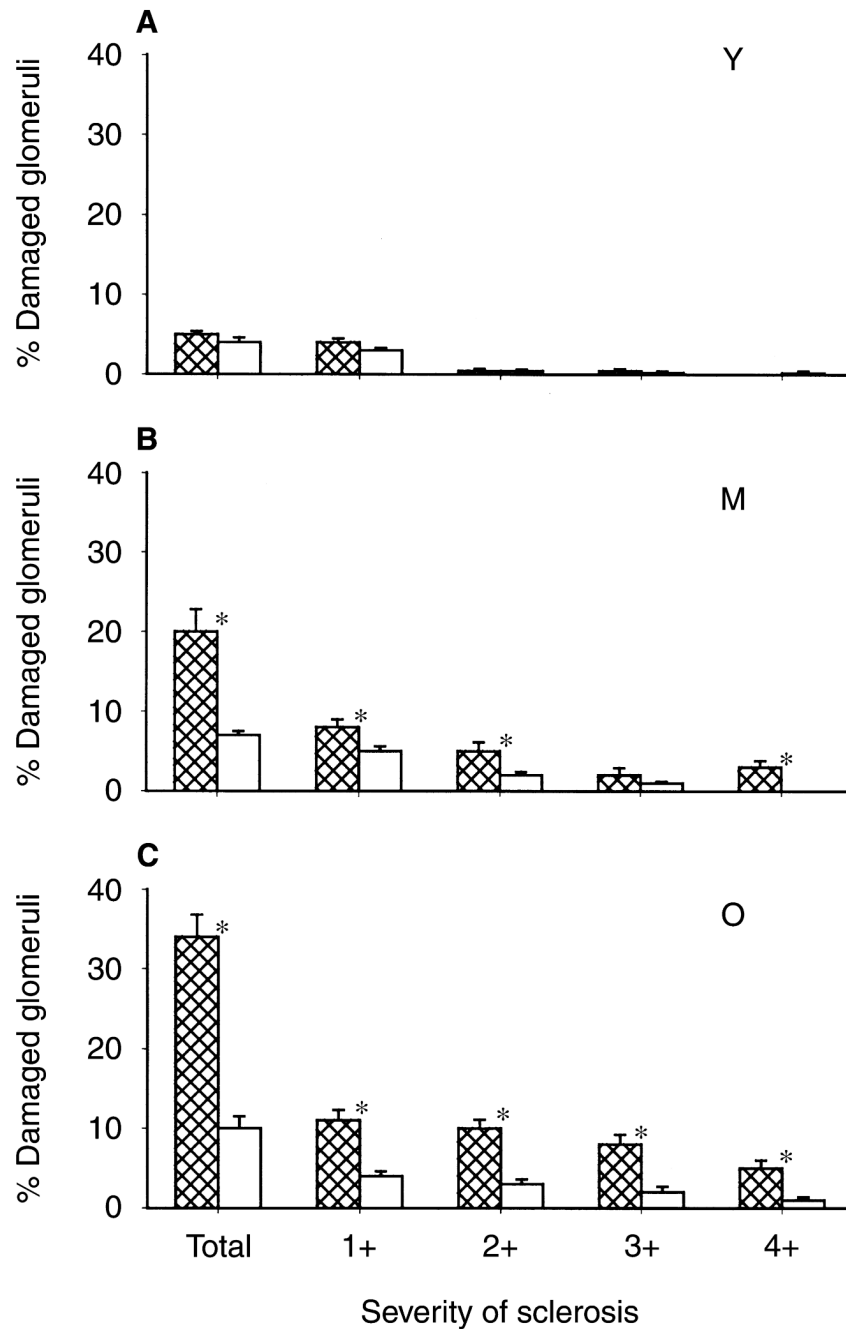 A
Y
% Damaged glomeruli
40
30
20
10
0
B
M
% Damaged glomeruli
40
30
20
*
10
*
*
*
0
C
O
% Damaged glomeruli
40
*
30
20
10
*
*
*
*
0
Total 1+ 2+ 3+ 4+
Severity of sclerosis